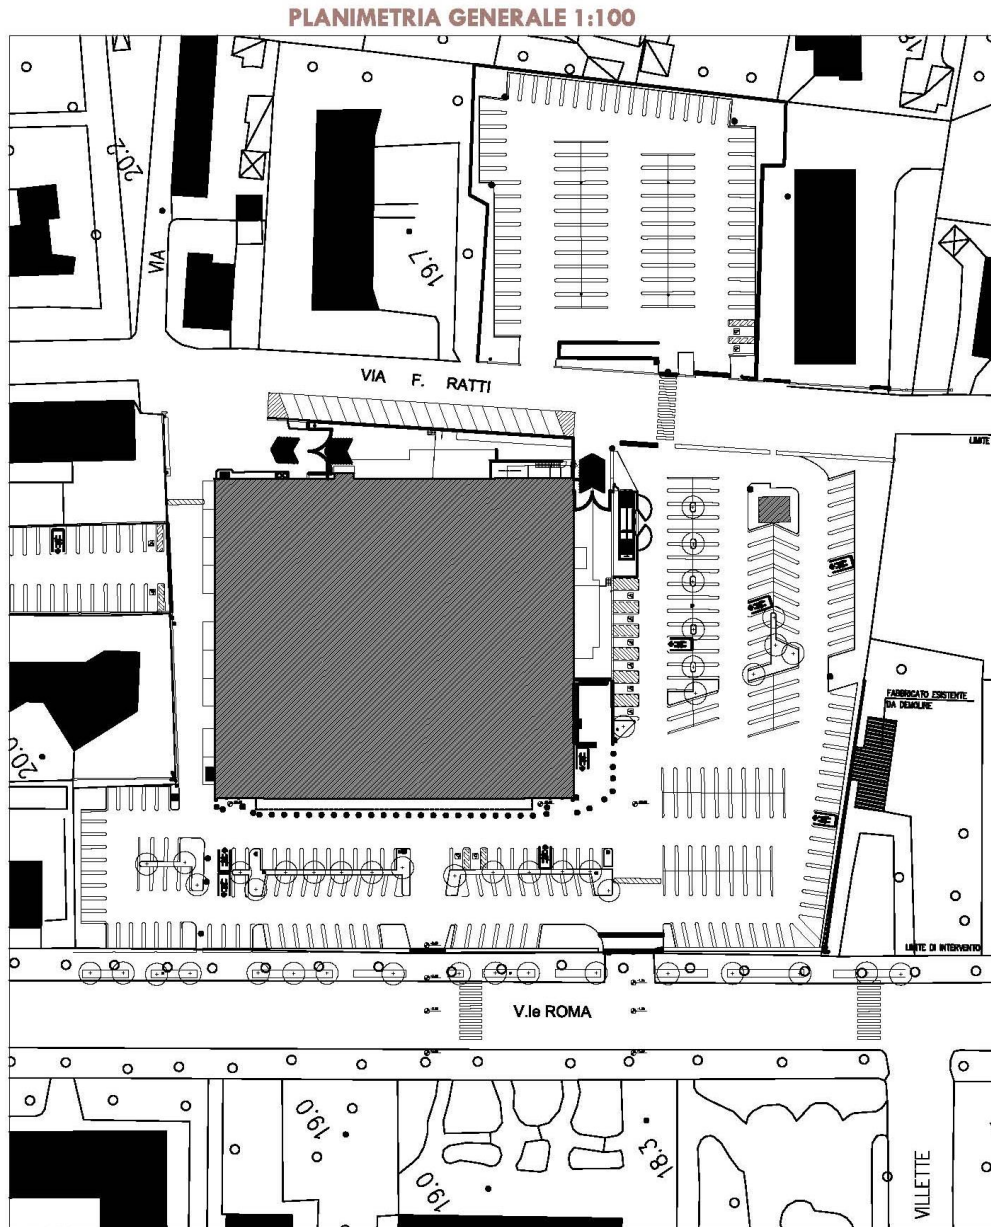 PLANIMETRIA GENERALE 1:100
20.2
VIA
19.7
VIA F. RATTI
LIMITE
FABBRICATO ESISTENTE
DA DEMOLIRE
20.0
LIMITE DI INTERVENTO
V.le ROMA
19.0
19.0
18.3
VILLETTE